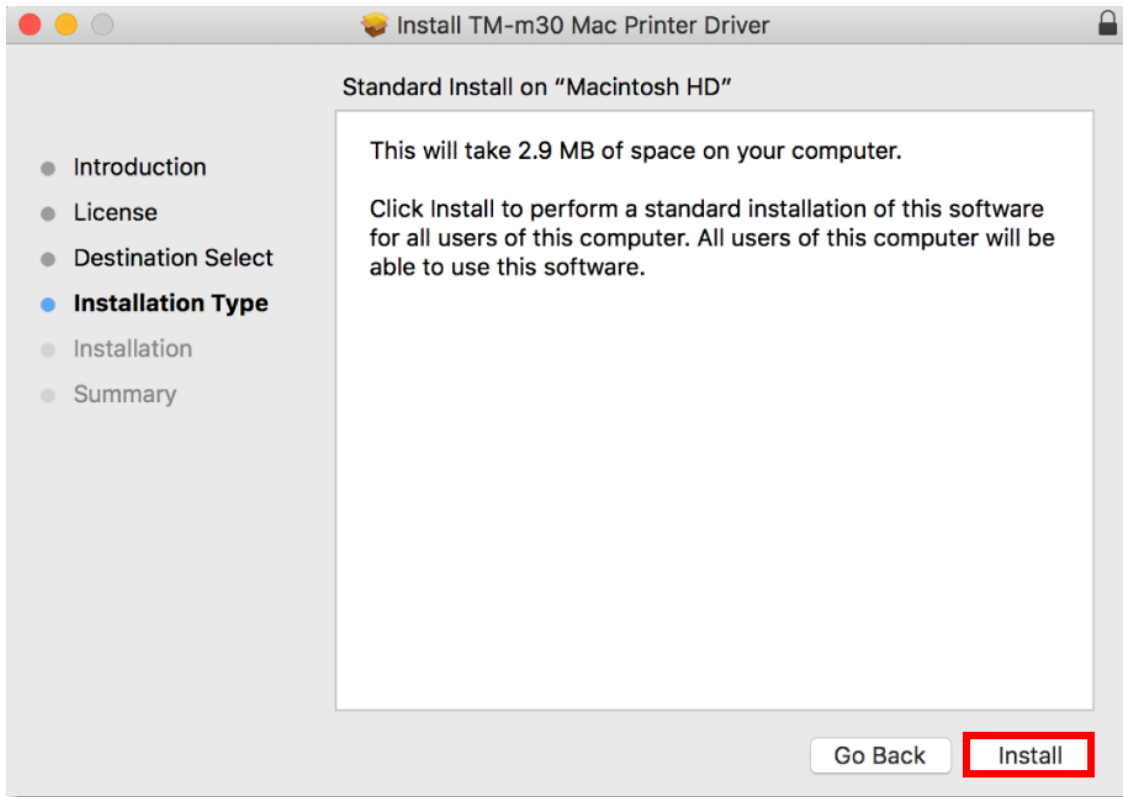 Install TM-m30 Mac Printer Driver
Standard Install on “Macintosh HD”
Introduction
License
Destination Select
Installation Type
Installation
Summary
This will take 2.9 MB of space on your computer.
Click Install to perform a standard installation of this software
for all users of this computer. All users of this computer will be
able to use this software.
Go Back
Install